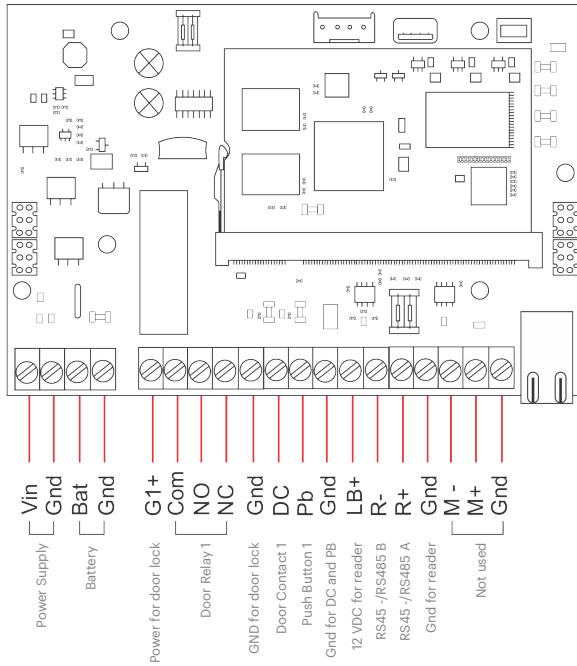 Vin
Gnd
Bat
Gnd
G1+
Com
NO
NC
Gnd
DC
Pb
Gnd
LB+
R-
R+
Gnd
M -
M+
Gnd
Power Supply
Battery
Power for door lock
Door Relay 1
GND for door lock
Door Contact 1
Push Button 1
Gnd for DC and PB
12 VDC for reader
RS45 -/RS485 B
RS45 -/RS485 A
Gnd for reader
Not used